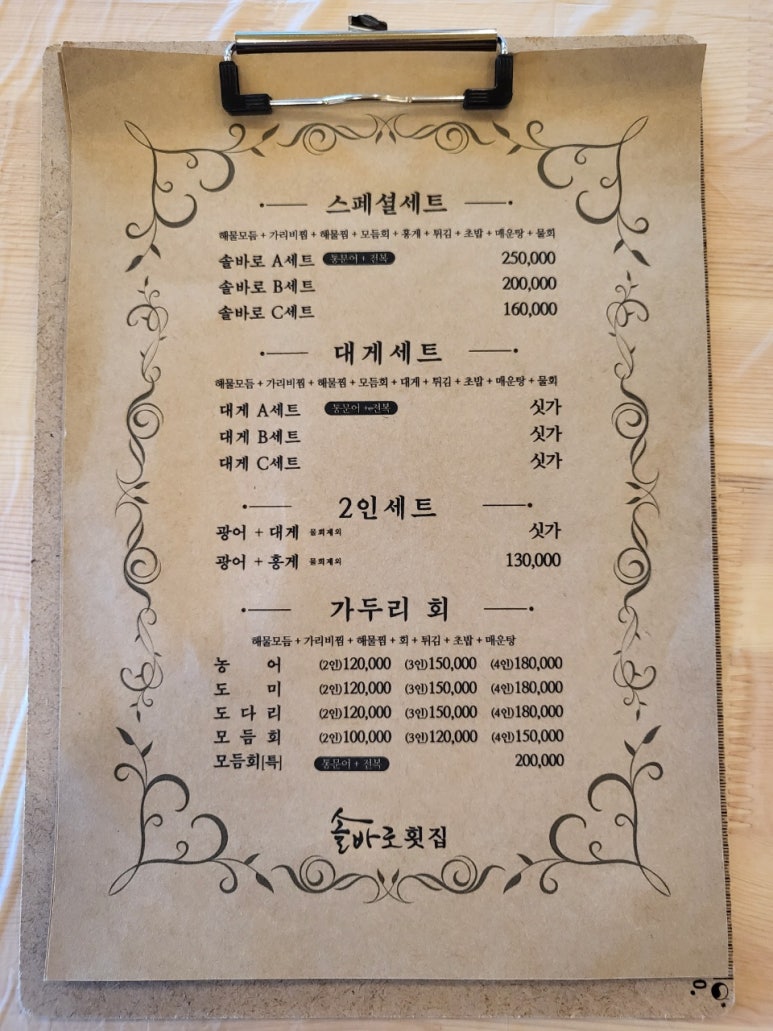 스페셜세트
해물모듬 + 가리비찜 + 해물찜 + 모듬회 + 홍게 + 튀김 + 초밥 + 매운탕 + 물회
솔바로 A세트 통문어 + 전복 250,000
솔바로 B세트 200,000
솔바로 C세트 160,000
대게세트
해물모듬 + 가리비찜 + 해물찜 + 모듬회 + 대게 + 튀김 + 초밥 + 매운탕 + 물회
대게 A세트 통문어 + 전복 싯가
대게 B세트 싯가
대게 C세트 싯가
2인세트
광어 + 대게 물회제외 싯가
광어 + 홍게 물회제외 130,000
가두리 회
해물모듬 + 가리비찜 + 해물찜 + 회 + 튀김 + 초밥 + 매운탕
농어 (2인)120,000 (3인)150,000 (4인)180,000
도미 (2인)120,000 (3인)150,000 (4인)180,000
도다리 (2인)120,000 (3인)150,000 (4인)180,000
모듬회 (2인)100,000 (3인)120,000 (4인)150,000
모듬회[특] 통문어 + 전복 200,000
솔바로횟집